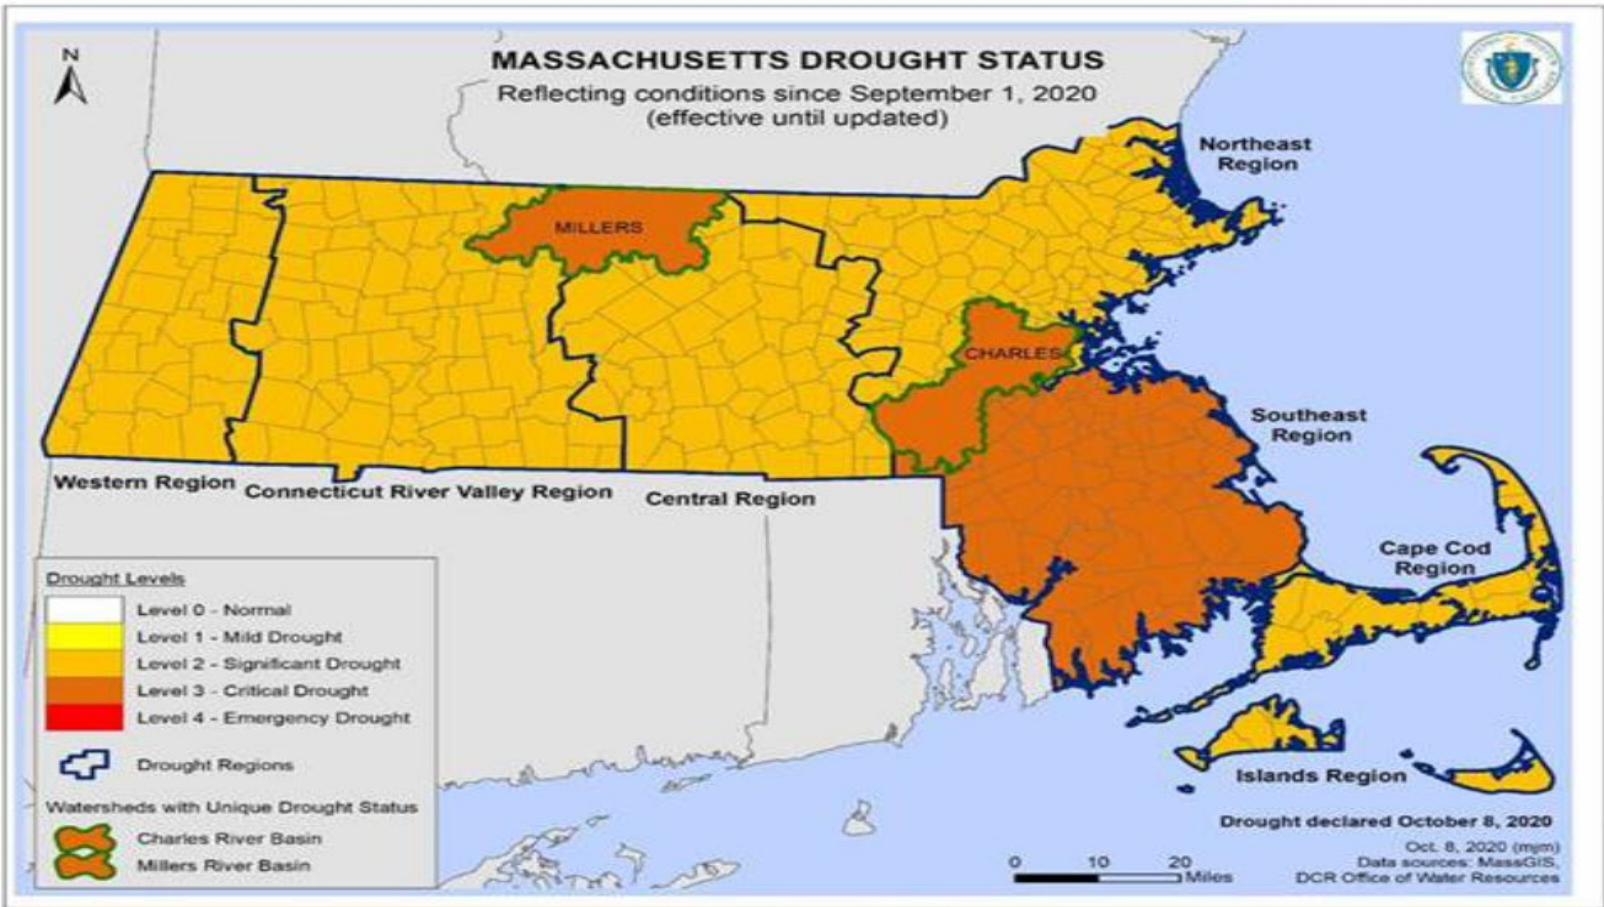 N
MASSACHUSETTS DROUGHT STATUS
Reflecting conditions since September 1, 2020
(effective until updated)
Northeast
Region
MILLERS
CHARLES
Southeast
Region
Western Region
Connecticut River Valley Region
Central Region
Cape Cod
Region
Islands Region
Drought Levels
Level 0 - Normal
Level 1 - Mild Drought
Level 2 - Significant Drought
Level 3 - Critical Drought
Level 4 - Emergency Drought
Drought Regions
Watersheds with Unique Drought Status
Charles River Basin
Millers River Basin
Drought declared October 8, 2020
Oct. 8, 2020 (mjm)
Data sources: MassGIS,
DCR Office of Water Resources
0 10 20
Miles